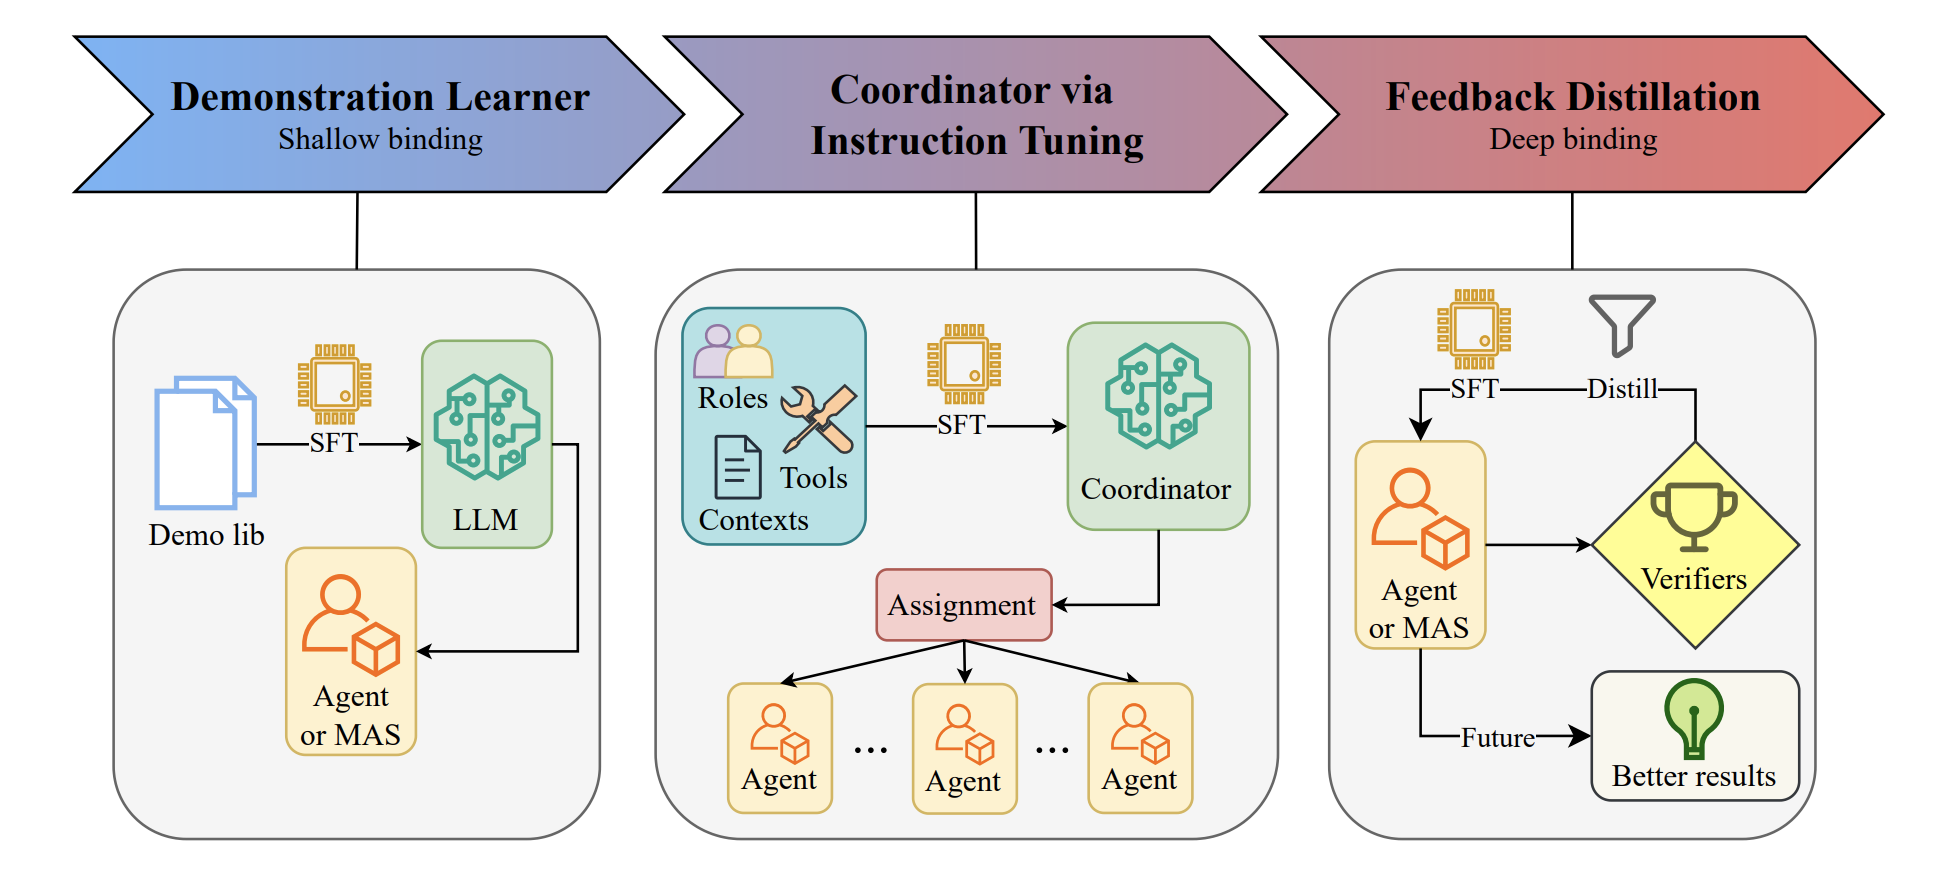 Demonstration Learner
Shallow binding
Coordinator via
Instruction Tuning
Feedback Distillation
Deep binding
SFT
Demo lib
LLM
Agent
or MAS
Roles
Tools
Contexts
SFT
Coordinator
Assignment
Agent
...
Agent
...
Agent
SFT
Distill
Agent
or MAS
Verifiers
Future
Better results